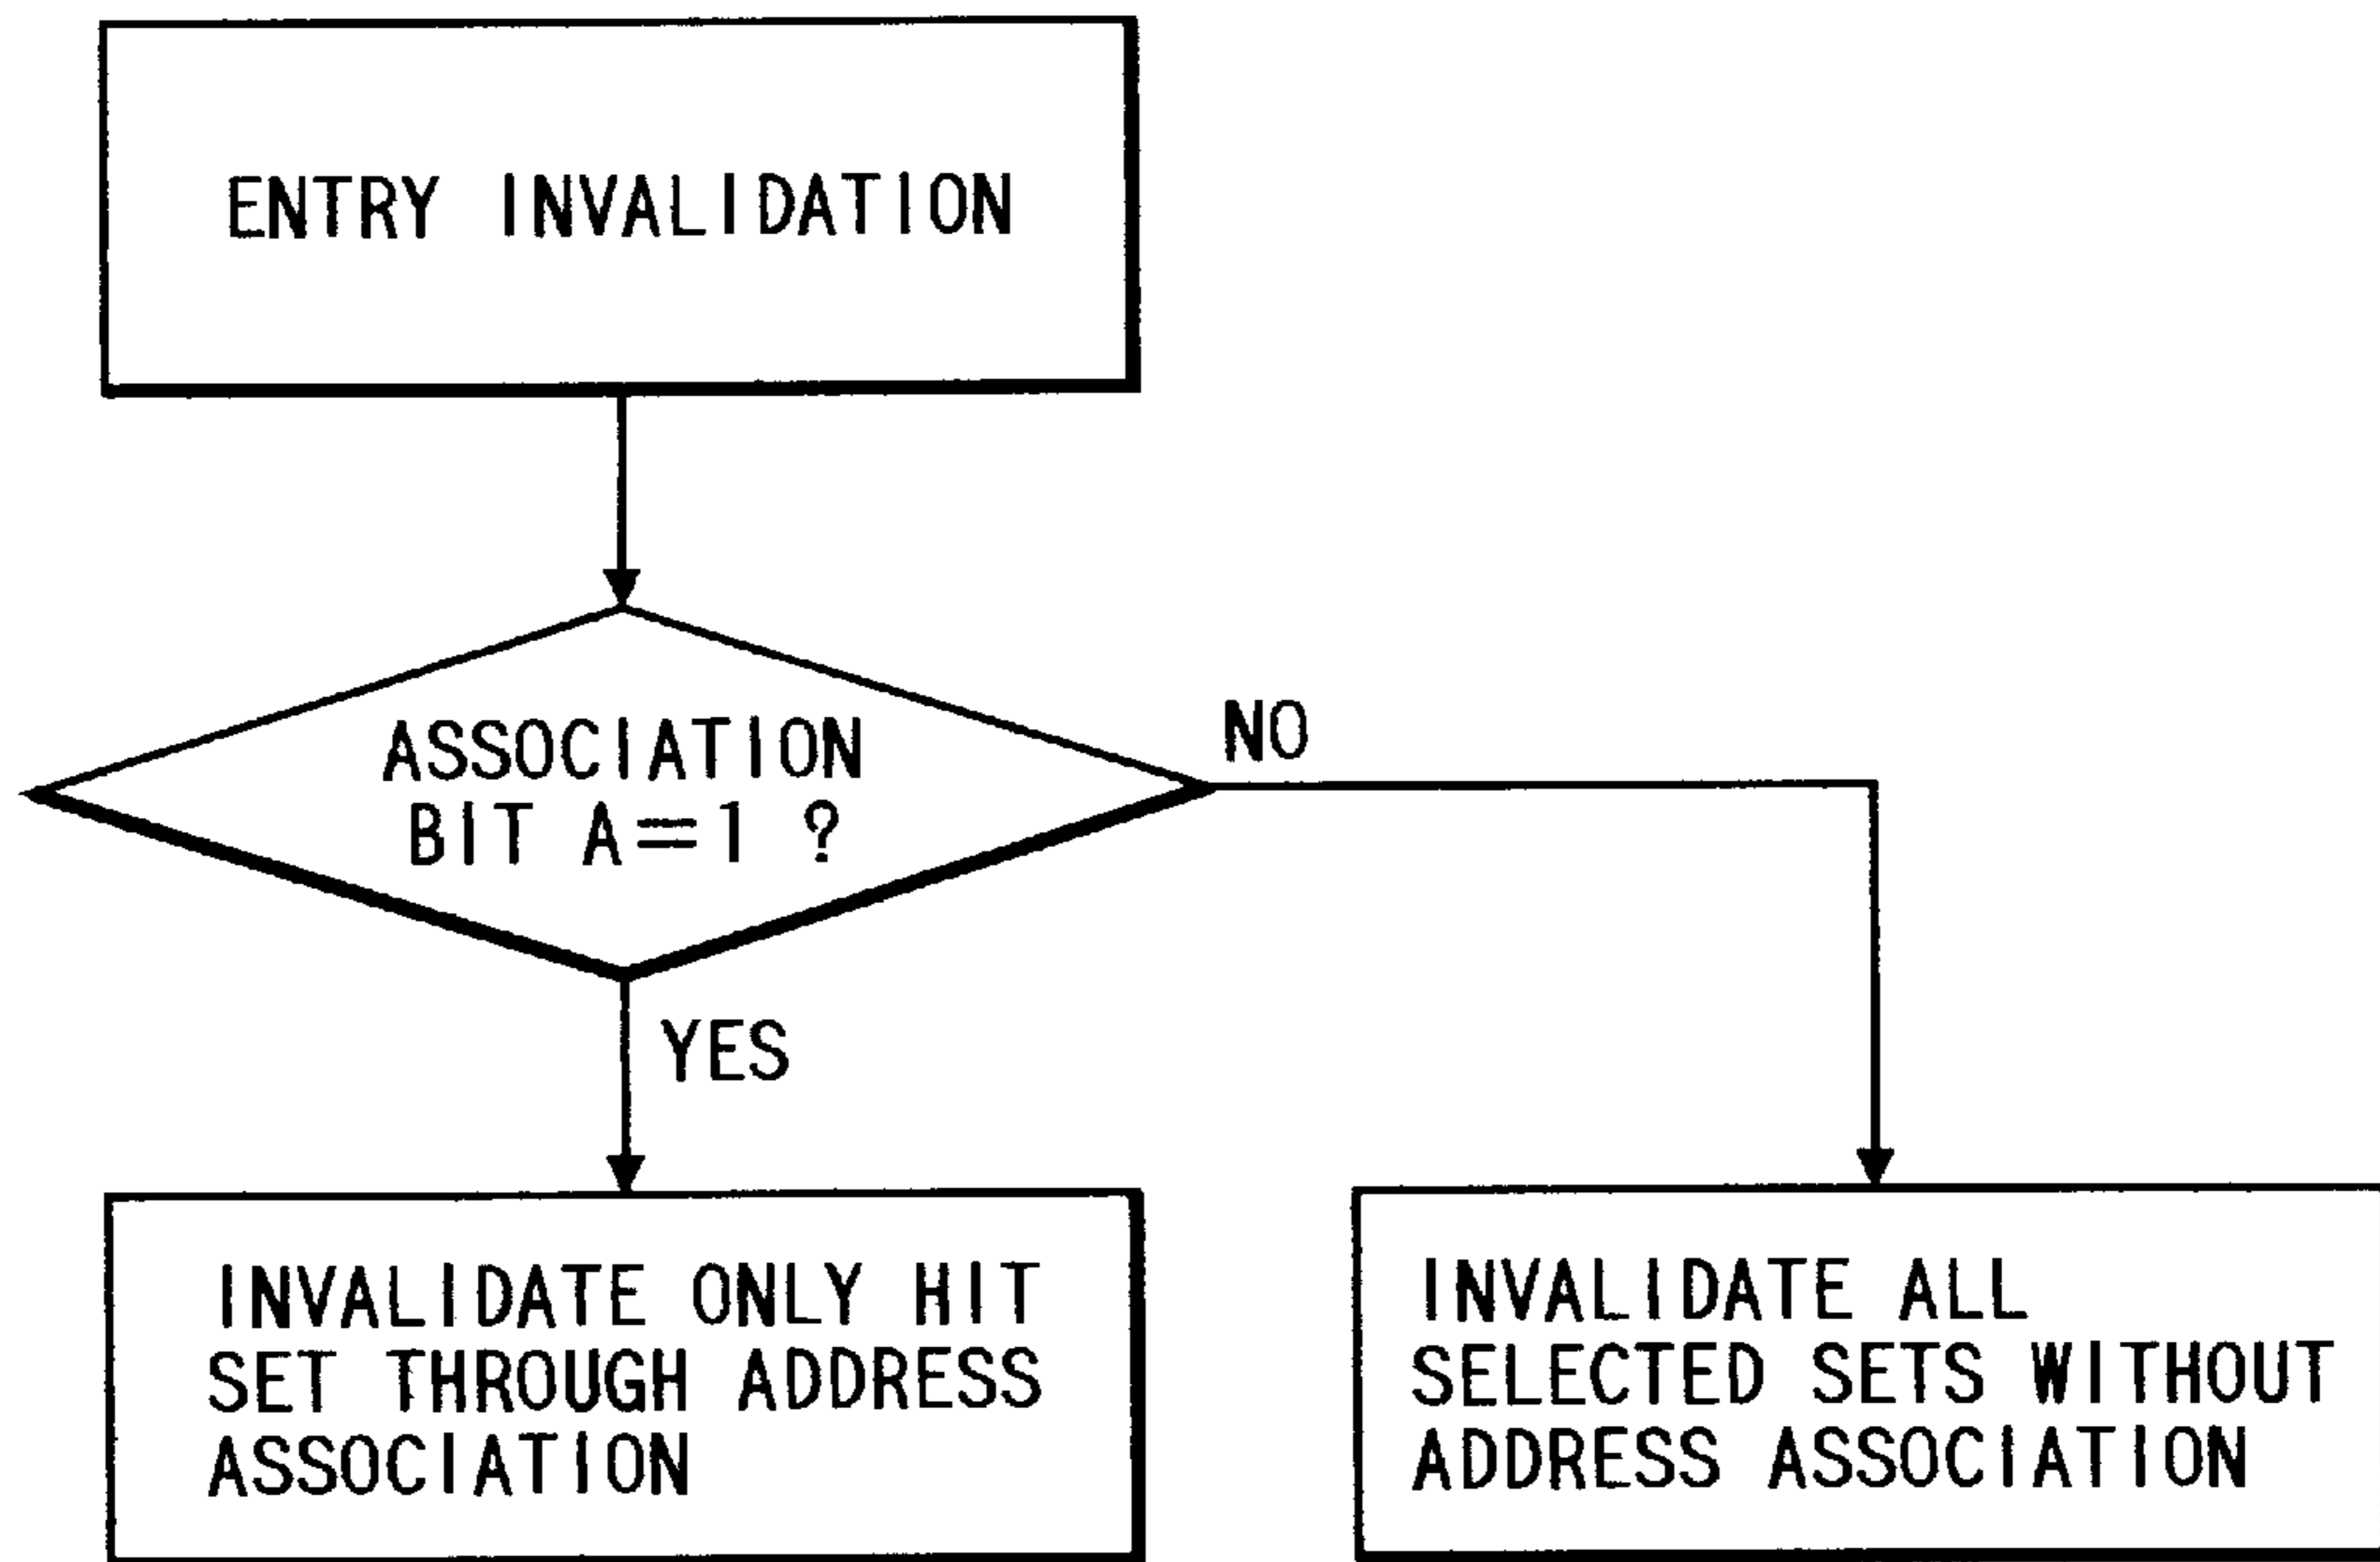 ENTRY INVALIDATION
ASSOCIATION
BIT A=1 ?
NO
YES
INVALIDATE ONLY HIT
SET THROUGH ADDRESS
ASSOCIATION
INVALIDATE ALL
SELECTED SETS WITHOUT
ADDRESS ASSOCIATION